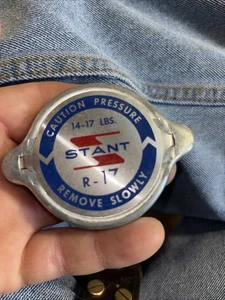 CAUTION PRESSURE
14-17 LBS.
STANT
R-17
REMOVE SLOWLY